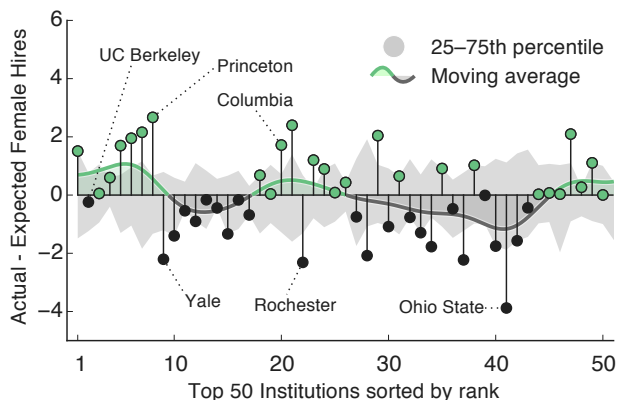 Actual - Expected Female Hires
6
4
2
0
−2
−4
25–75th percentile
Moving average
UC Berkeley
Princeton
Columbia
Yale
Rochester
Ohio State
1 10 20 30 40 50
Top 50 Institutions sorted by rank